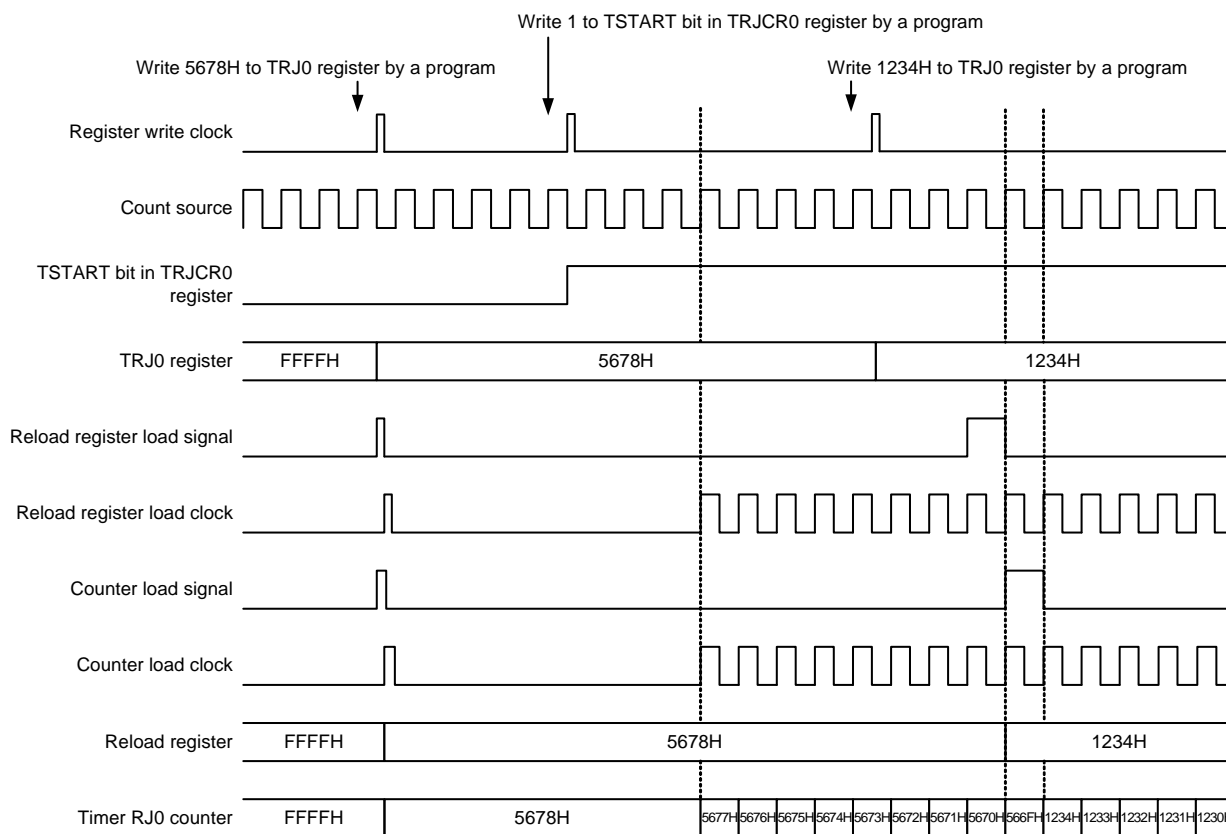 Write 1 to TSTART bit in TRJCR0 register by a program
Write 5678H to TRJ0 register by a program
Write 1234H to TRJ0 register by a program
Register write clock
Count source
TSTART bit in TRJCR0
register
TRJ0 register FFFFH 5678H 1234H
Reload register load signal
Reload register load clock
Counter load signal
Counter load clock
Reload register FFFFH 5678H 1234H
Timer RJ0 counter FFFFH 5678H 5677H 5676H 5675H 5674H 5673H 5672H 5671H 5670H 566FH 1234H 1233H 1232H 1231H 1230H